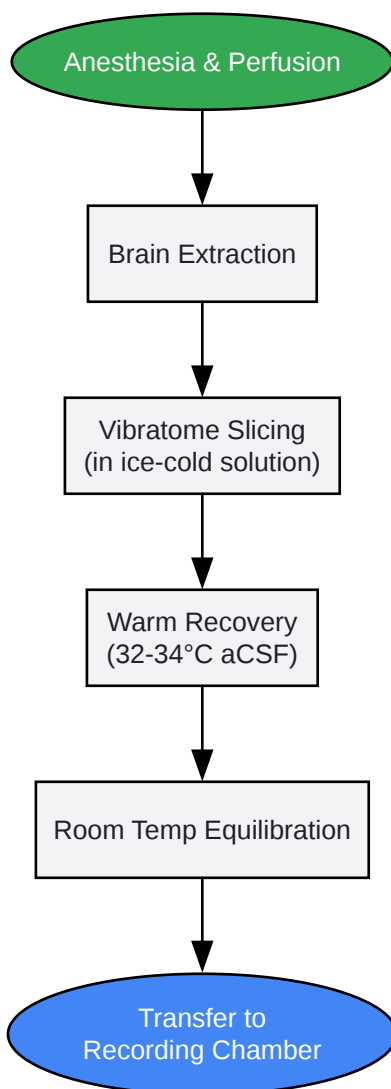 Anesthesia & Perfusion
Brain Extraction
Vibratome Slicing
(in ice-cold solution)
Warm Recovery
(32-34°C aCSF)
Room Temp Equilibration
Transfer to
Recording Chamber